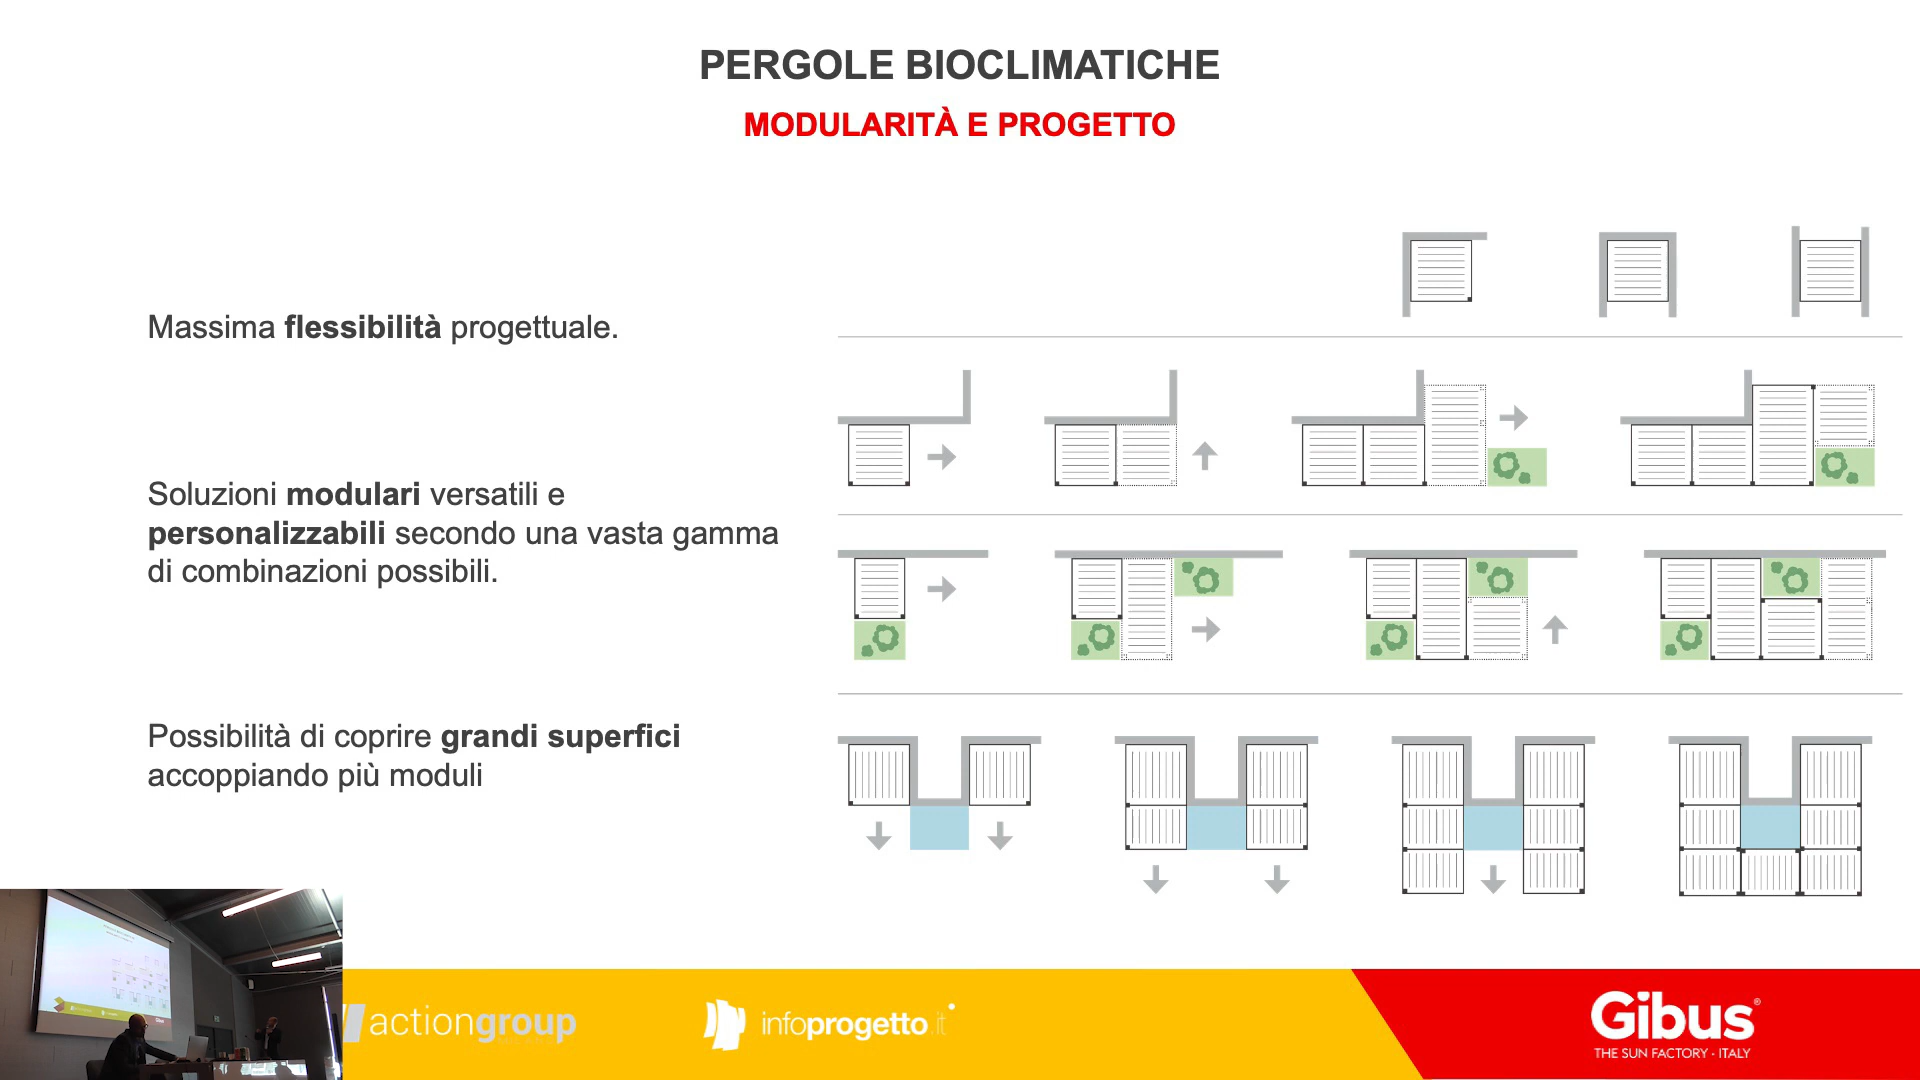 PERGOLE BIOCLIMATICHE
MODULARITÀ E PROGETTO
Massima flessibilità progettuale.
Soluzioni modulari versatili e
personalizzabili secondo una vasta gamma
di combinazioni possibili.
Possibilità di coprire grandi superfici
accoppiando più moduli
actiongroup
infoprogetto.it
Gibus®
THE SUN FACTORY - ITALY